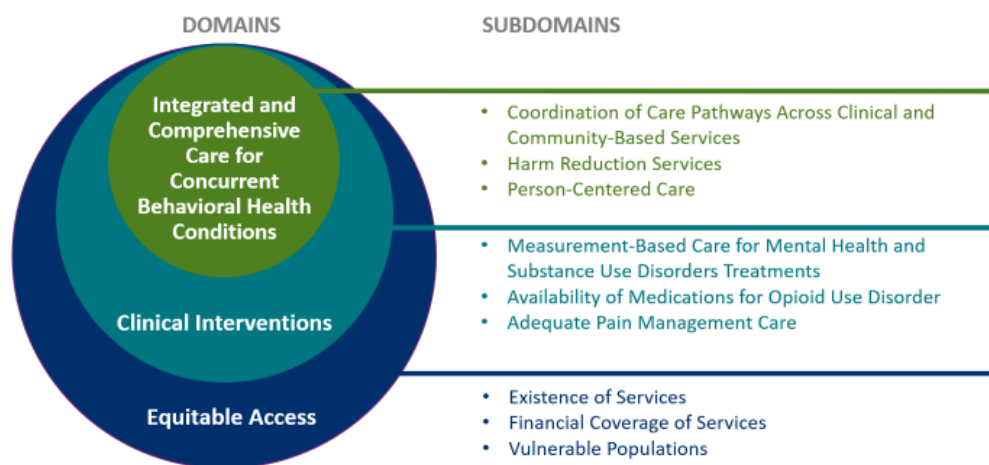 DOMAINS
SUBDOMAINS
Integrated and
Comprehensive
Care for
Concurrent
Behavioral Health
Conditions
• Coordination of Care Pathways Across Clinical and
Community-Based Services
• Harm Reduction Services
• Person-Centered Care
Clinical Interventions
• Measurement-Based Care for Mental Health and
Substance Use Disorders Treatments
• Availability of Medications for Opioid Use Disorder
• Adequate Pain Management Care
Equitable Access
• Existence of Services
• Financial Coverage of Services
• Vulnerable Populations